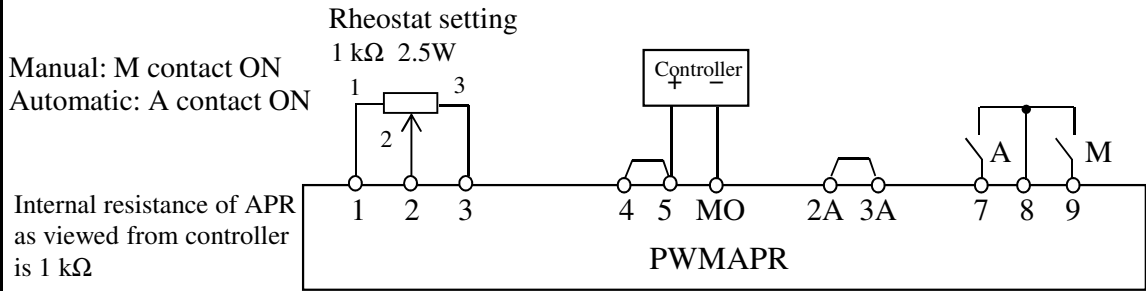 Rheostat setting
1 kΩ 2.5W
Manual: M contact ON
Automatic: A contact ON
1 3
2
Controller
+ −
A M
Internal resistance of APR
as viewed from controller
is 1 kΩ
1 2 3 4 5 MO 2A 3A 7 8 9
PWMAPR